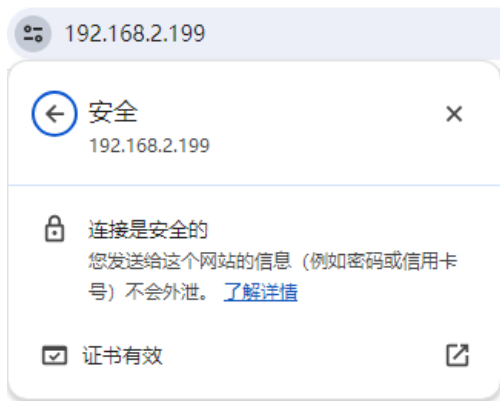 192.168.2.199
安全
192.168.2.199
连接是安全的
您发送给这个网站的信息（例如密码或信用卡
号）不会外泄。 了解详情
证书有效